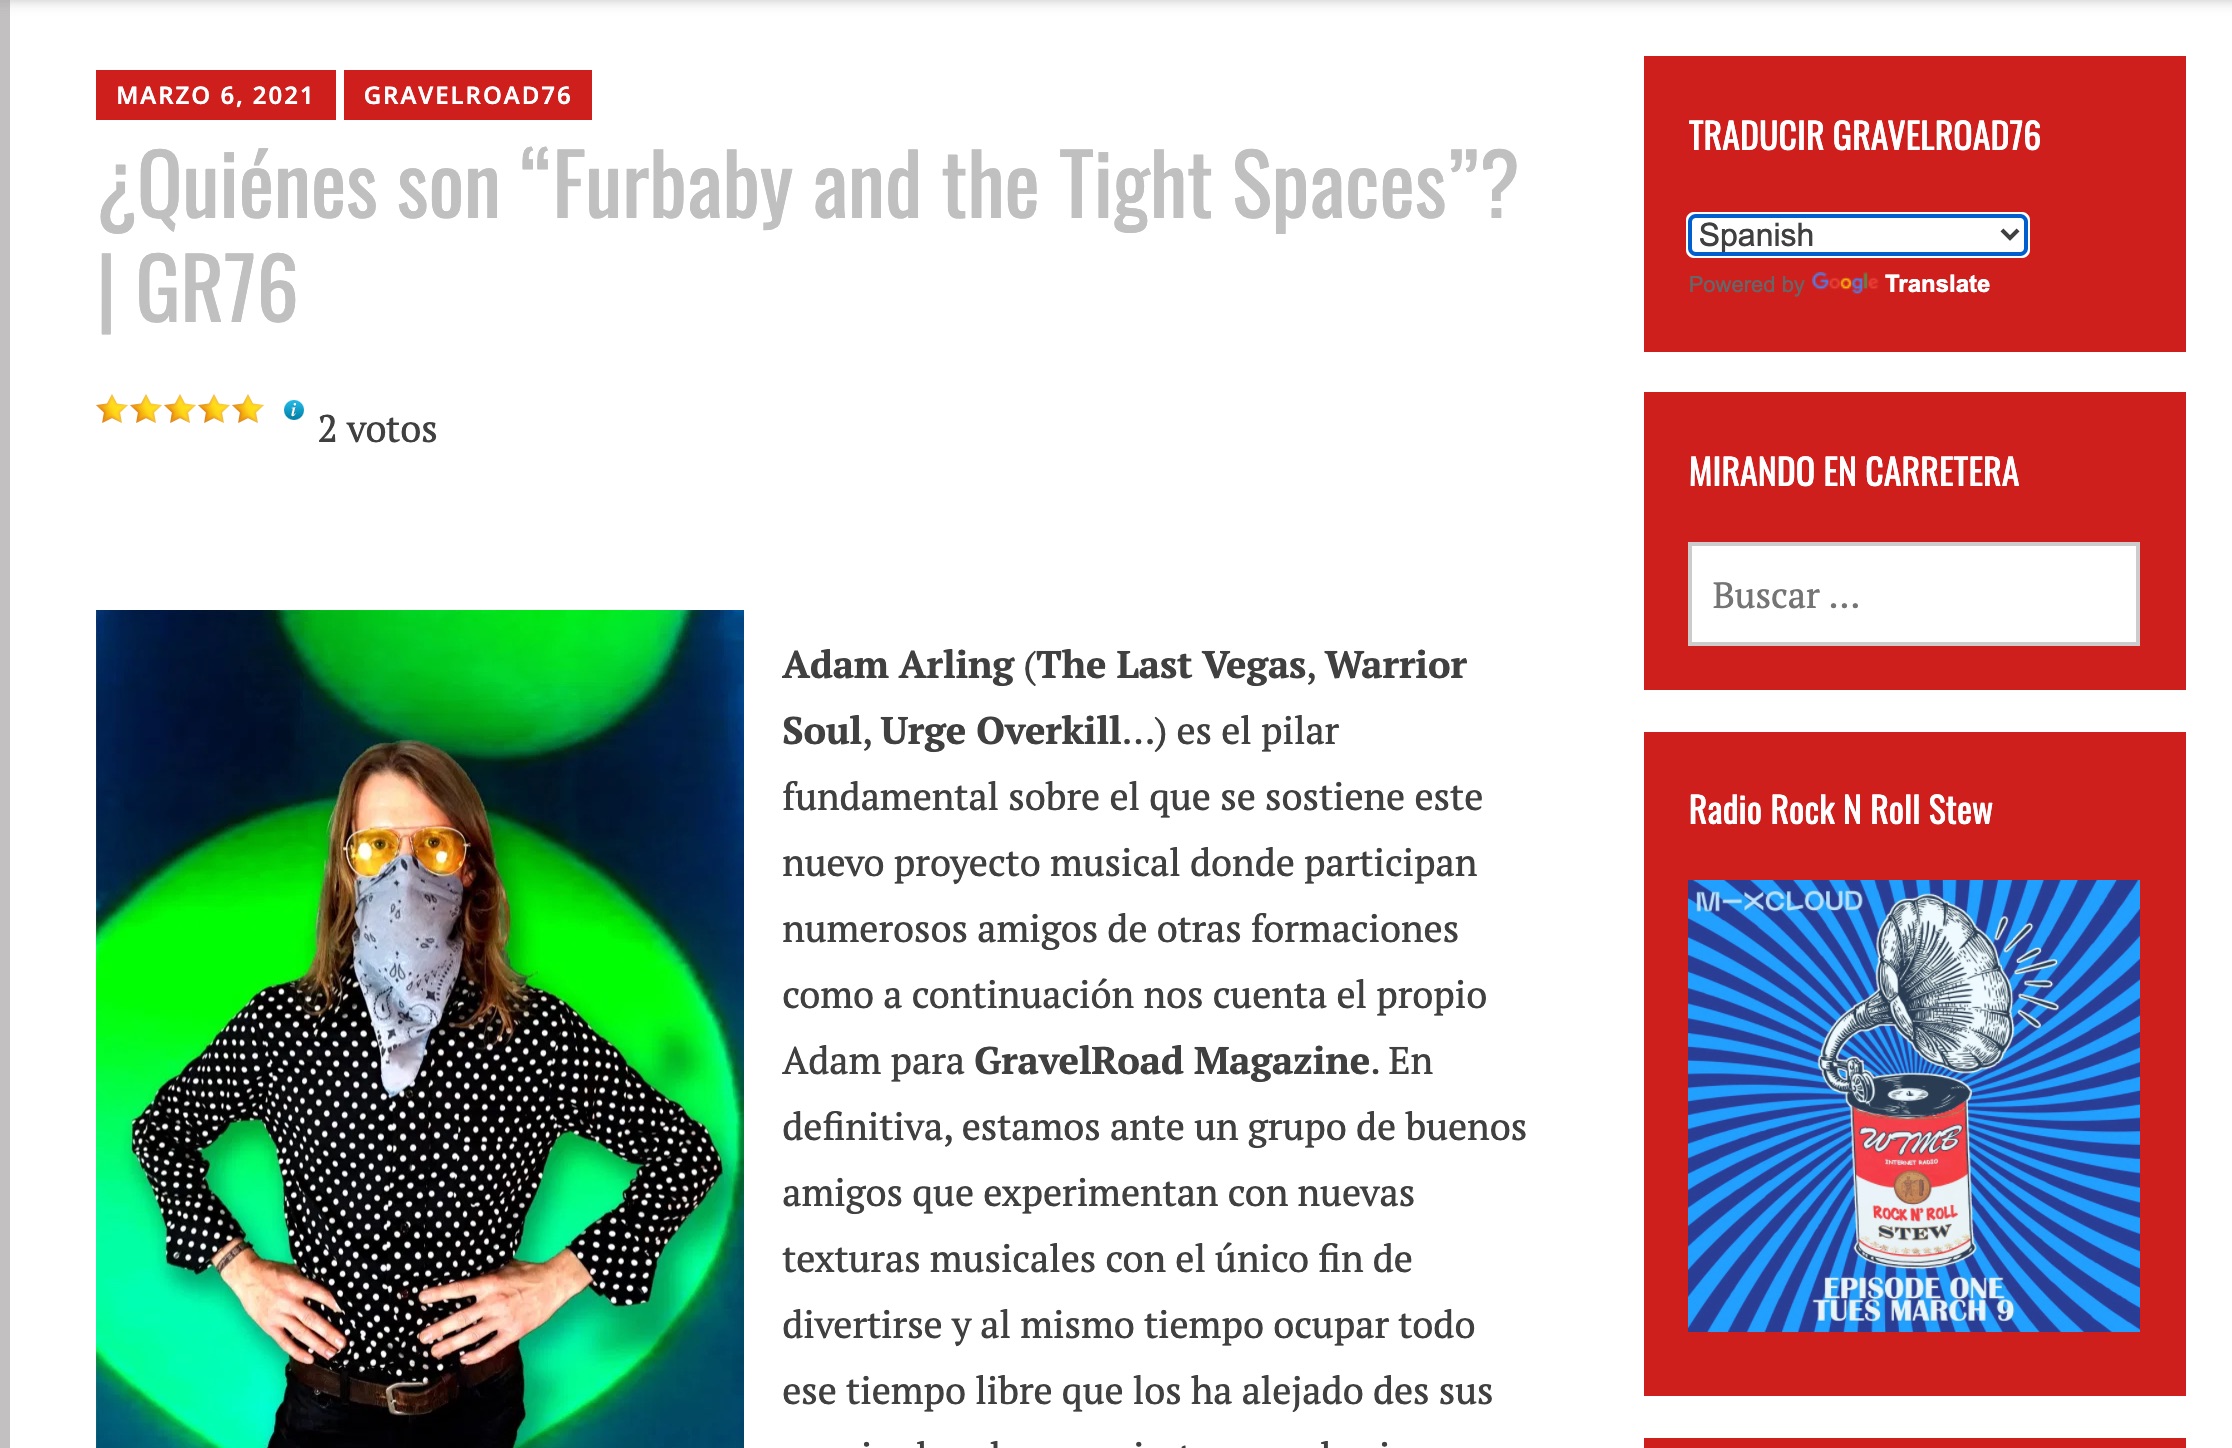 MARZO 6, 2021
GRAVELROAD76
¿Quiénes son “Furbaby and the Tight Spaces”?
| GR76
2 votos
Adam Arling (The Last Vegas, Warrior
Soul, Urge Overkill…) es el pilar
fundamental sobre el que se sostiene este
nuevo proyecto musical donde participan
numerosos amigos de otras formaciones
como a continuación nos cuenta el propio
Adam para GravelRoad Magazine. En
definitiva, estamos ante un grupo de buenos
amigos que experimentan con nuevas
texturas musicales con el único fin de
divertirse y al mismo tiempo ocupar todo
ese tiempo libre que los ha alejado des sus
TRADUCIR GRAVELROAD76
Spanish
Powered by Google Translate
MIRANDO EN CARRETERA
Buscar …
Radio Rock N Roll Stew
M–XCLOUD
WTMB
INTERNET RADIO
ROCK N' ROLL
STEW
EPISODE ONE
TUES MARCH 9